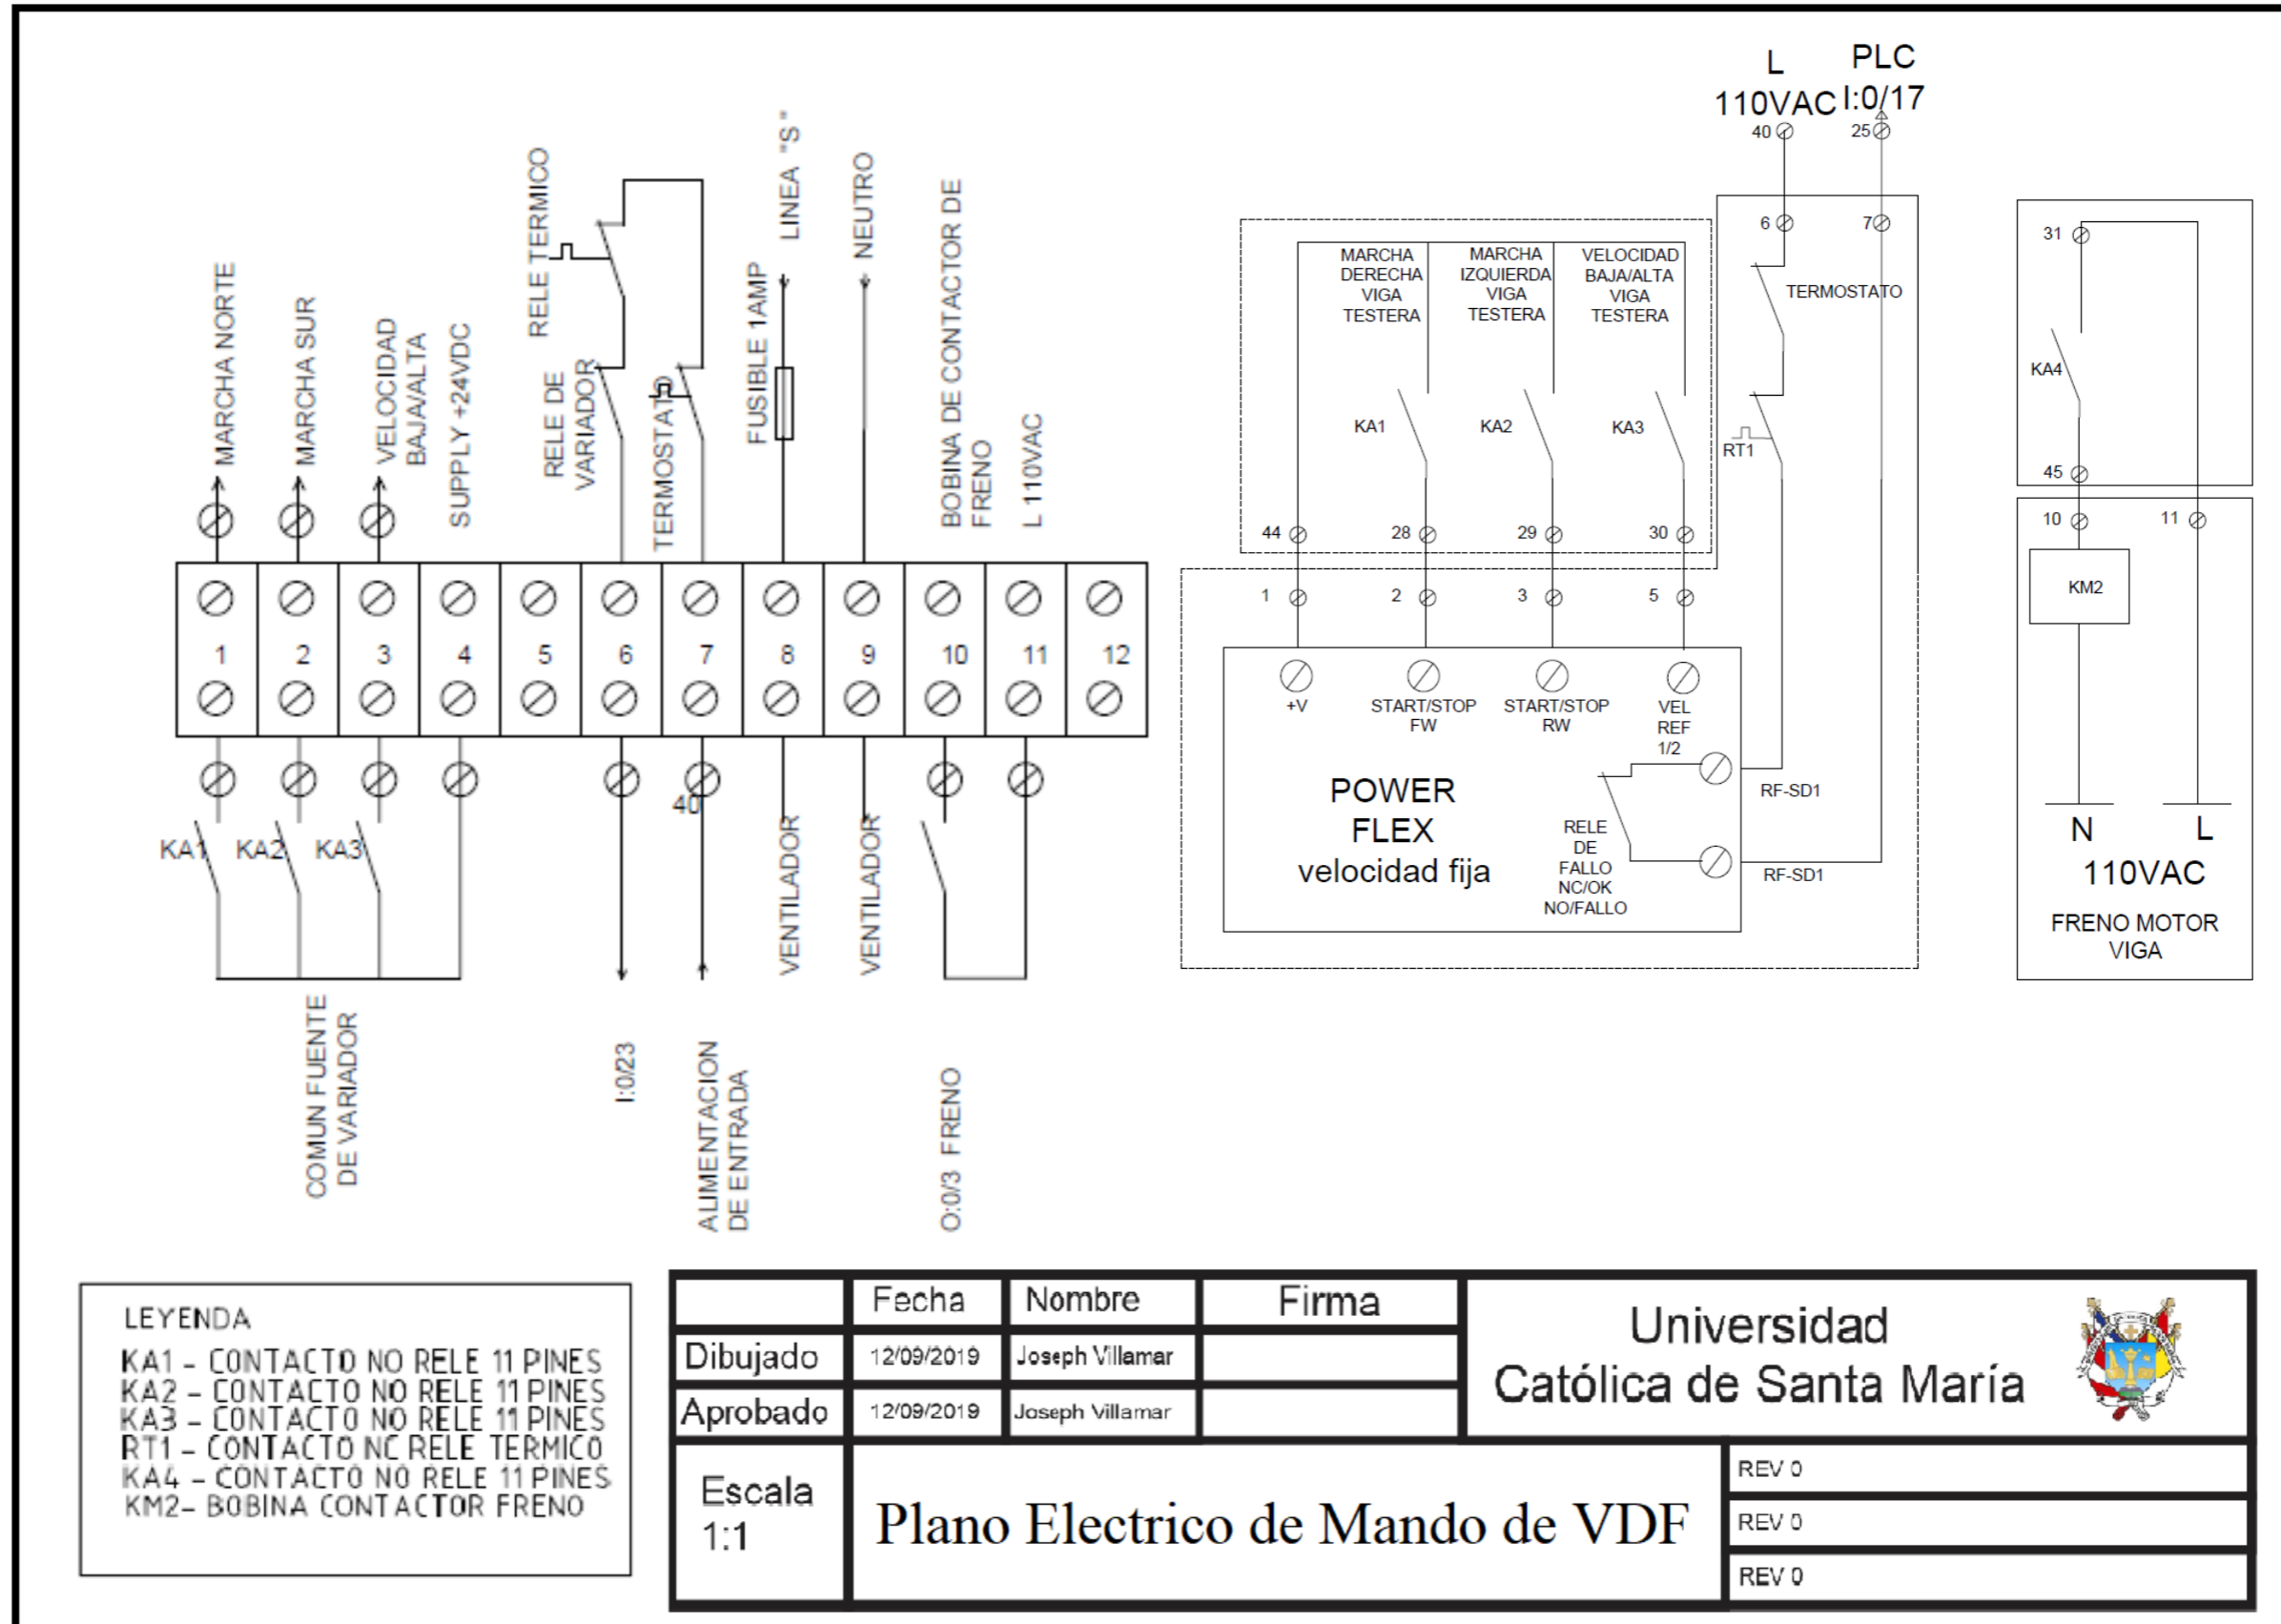 MARCHA NORTE
MARCHA SUR
VELOCIDAD
BAJA/ALTA
SUPPLY +24VDC
RELE TERMICO
RELE DE
VARIADOR
TERMOSTATO
FUSIBLE 1AMP
LINEA "S"
NEUTRO
BOBINA DE CONTACTOR DE
FRENO
L 110VAC
1 2 3 4 5 6 7 8 9 10 11 12
KA1 KA2 KA3
40
VENTILADOR
VENTILADOR
COMUN FUENTE
DE VARIADOR
I:0/23
ALIMENTACION
DE ENTRADA
O:0/3 FRENO
L
110VAC
PLC
I:0/17
40
25
6
7
MARCHA
DERECHA
VIGA
TESTERA
MARCHA
IZQUIERDA
VIGA
TESTERA
VELOCIDAD
BAJA/ALTA
VIGA
TESTERA
TERMOSTATO
KA1
KA2
KA3
RT1
44
28
29
30
1
2
3
5
+V
START/STOP
FW
START/STOP
RW
VEL
REF
1/2
POWER
FLEX
velocidad fija
RELE
DE
FALLO
NC/OK
NO/FALLO
RF-SD1
RF-SD1
31
KA4
45
10
11
KM2
N
L
110VAC
FRENO MOTOR
VIGA
LEYENDA
KA1 - CONTACTO NO RELE 11 PINES
KA2 - CONTACTO NO RELE 11 PINES
KA3 - CONTACTO NO RELE 11 PINES
RT1 - CONTACTO NC RELE TERMICO
KA4 - CONTACTO NO RELE 11 PINES
KM2- BOBINA CONTACTOR FRENO
Fecha Nombre Firma
Dibujado 12/09/2019 Joseph Villamar
Aprobado 12/09/2019 Joseph Villamar
Escala
1:1
Plano Electrico de Mando de VDF
Universidad
Católica de Santa María
REV 0
REV 0
REV 0